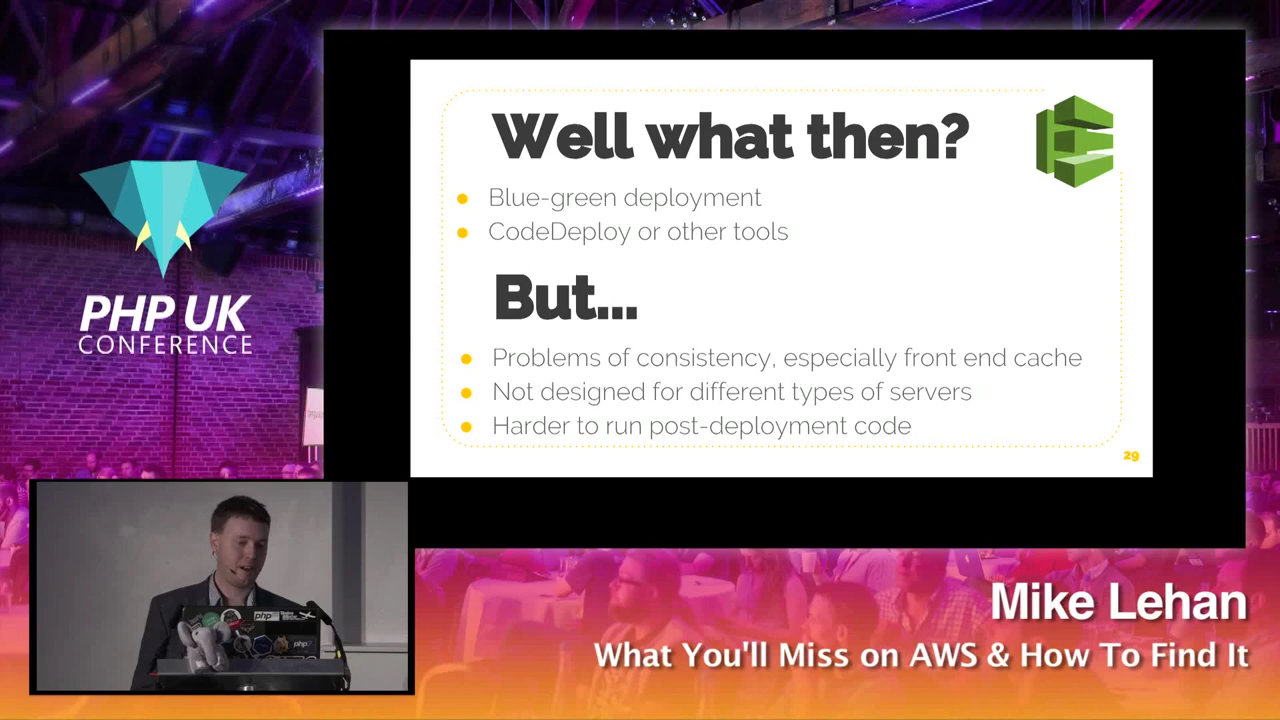 Well what then?
Blue-green deployment
CodeDeploy or other tools
But...
Problems of consistency, especially front end cache
Not designed for different types of servers
Harder to run post-deployment code
29
PHP UK
CONFERENCE
php
php
Mike Lehan
What You'll Miss on AWS & How To Find It